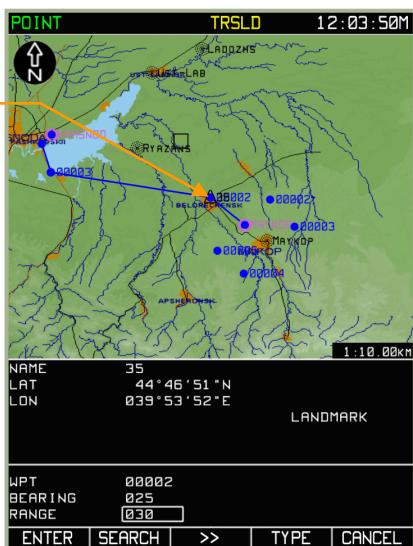 POINT TRSLD 12:03:50M
LADOZHS
UST-LAB
N
RYAZANS
00003
00002
00002
BELORECHENSK
00003
MAYKOP
00004
APSHERONSK
1:10.00KM
NAME 35
LAT 44°46'51"N
LON 039°53'52"E
LANDMARK
WPT 00002
BEARING 025
RANGE 030
ENTER SEARCH >> TYPE CANCEL